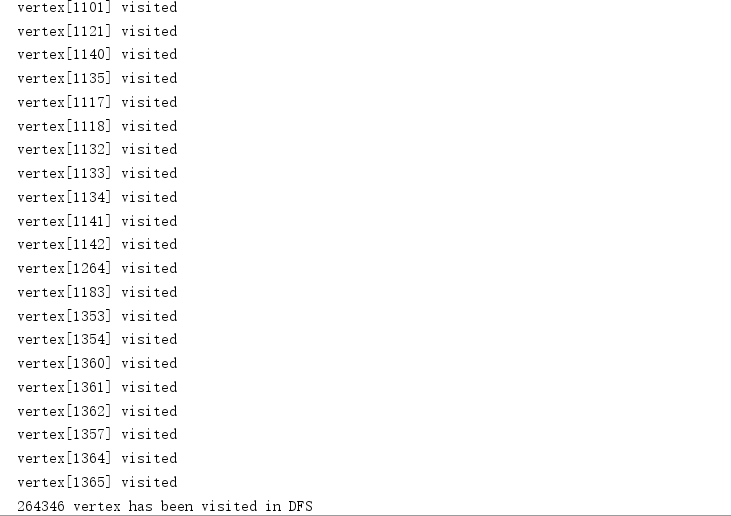 vertex[1101] visited
vertex[1121] visited
vertex[1140] visited
vertex[1135] visited
vertex[1117] visited
vertex[1118] visited
vertex[1132] visited
vertex[1133] visited
vertex[1134] visited
vertex[1141] visited
vertex[1142] visited
vertex[1264] visited
vertex[1183] visited
vertex[1353] visited
vertex[1354] visited
vertex[1360] visited
vertex[1361] visited
vertex[1362] visited
vertex[1357] visited
vertex[1364] visited
vertex[1365] visited
264346 vertex has been visited in DFS